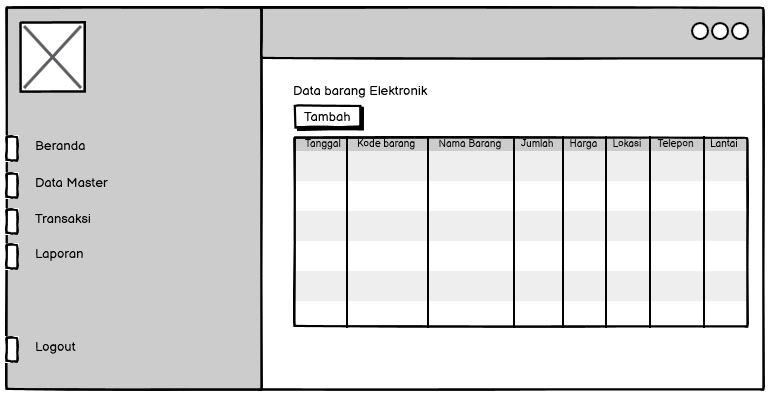 Data barang Elektronik
Tambah
Beranda
Data Master
Transaksi
Laporan
Logout
Tanggal Kode barang Nama Barang Jumlah Harga Lokasi Telepon Lantai